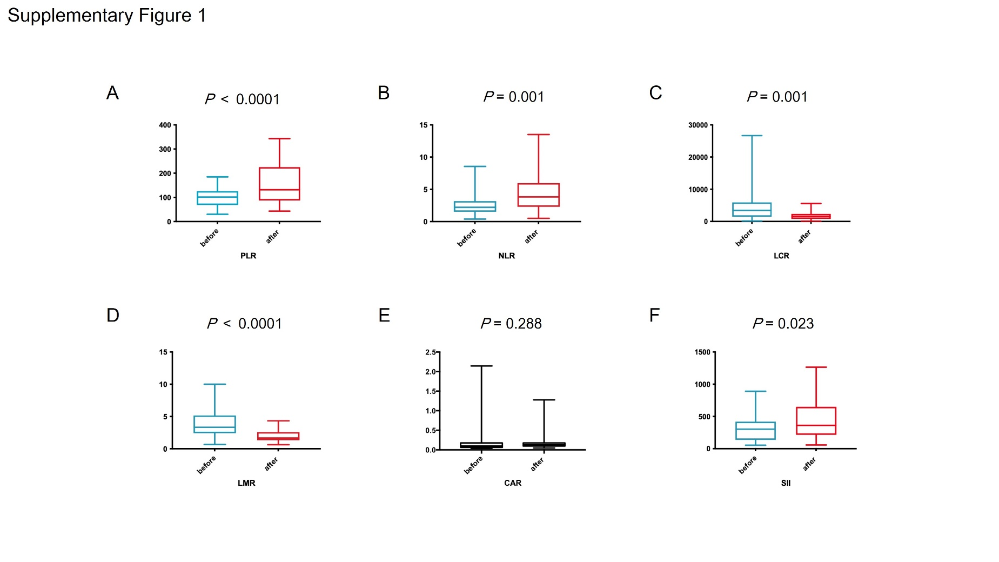 Supplementary Figure 1
A
P < 0.0001
400
300
200
100
0
before
after
PLR
B
P = 0.001
15
10
5
0
before
after
NLR
C
P = 0.001
30000
20000
10000
0
before
after
LCR
D
P < 0.0001
15
10
5
0
before
after
LMR
E
P = 0.288
2.5
2.0
1.5
1.0
0.5
0.0
before
after
CAR
F
P = 0.023
1500
1000
500
0
before
after
SII